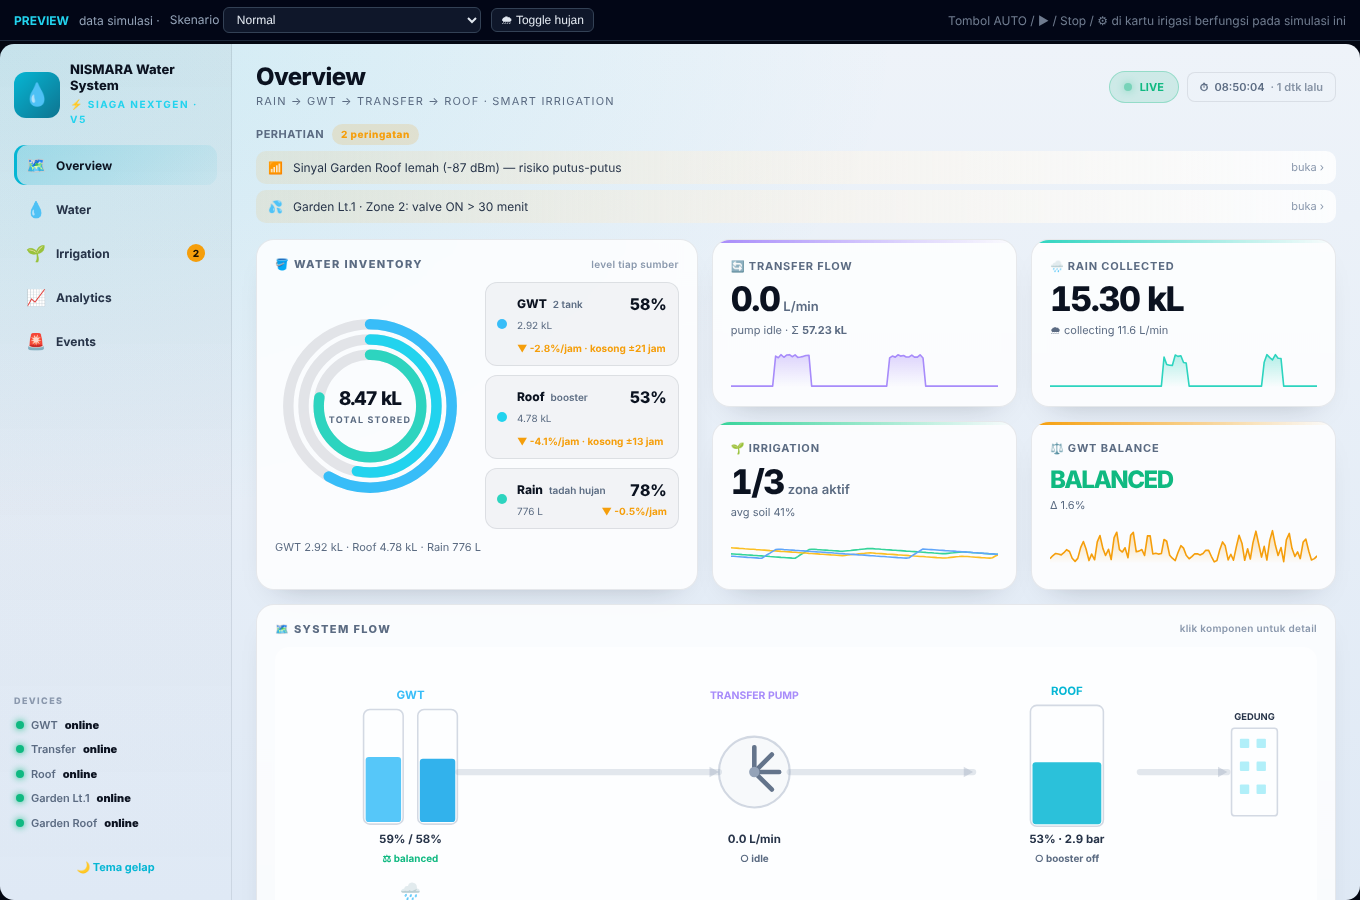 PREVIEW data simulasi · Skenario Normal 🌧 Toggle hujan Tombol AUTO / ▶ / Stop / ⚙ di kartu irigasi berfungsi pada simulasi ini
NISMARA Water
System
⚡ SIAGA NEXTGEN ·
V5
Overview
Water
Irrigation 2
Analytics
Events
DEVICES
GWT online
Transfer online
Roof online
Garden Lt.1 online
Garden Roof online
🌙 Tema gelap
Overview
RAIN → GWT → TRANSFER → ROOF · SMART IRRIGATION
LIVE
⏱ 08:50:04 · 1 dtk lalu
PERHATIAN 2 peringatan
Sinyal Garden Roof lemah (-87 dBm) — risiko putus-putus buka ›
Garden Lt.1 · Zone 2: valve ON > 30 menit buka ›
WATER INVENTORY level tiap sumber
8.47 kL
TOTAL STORED
GWT 2 tank 58%
2.92 kL
▼ -2.8%/jam · kosong ±21 jam
Roof booster 53%
4.78 kL
▼ -4.1%/jam · kosong ±13 jam
Rain tadah hujan 78%
776 L ▼ -0.5%/jam
GWT 2.92 kL · Roof 4.78 kL · Rain 776 L
TRANSFER FLOW
0.0 L/min
pump idle · Σ 57.23 kL
RAIN COLLECTED
15.30 kL
🌧 collecting 11.6 L/min
IRRIGATION
1/3 zona aktif
avg soil 41%
GWT BALANCE
BALANCED
Δ 1.6%
SYSTEM FLOW klik komponen untuk detail
GWT
59% / 58%
⚖ balanced
TRANSFER PUMP
0.0 L/min
○ idle
ROOF
53% · 2.9 bar
○ booster off
GEDUNG